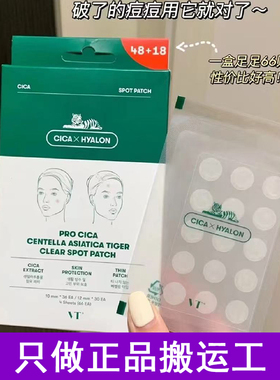 破了的痘痘用它就对了~
48+18
一盒足足66
性价比好高!
CICA
SPOT PATCH
CICA × HYALON
PRO CICA
CENTELLA ASIATICA TIGER
CLEAR SPOT PATCH
CICA
EXTRACT
SKIN
PROTECTION
THIN
PATCH
VT
CICA×HYALON
VT
只做正品搬运工